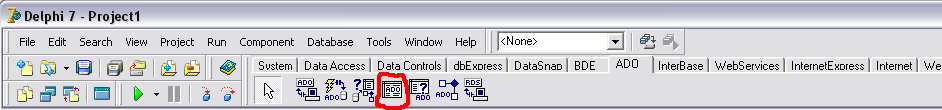 Delphi 7 - Project1
File Edit Search View Project Run Component Database Tools Window Help <None>
System Data Access Data Controls dbExpress DataSnap BDE ADO InterBase WebServices InternetExpress Internet We
ADO ADO ADO ADO RDS